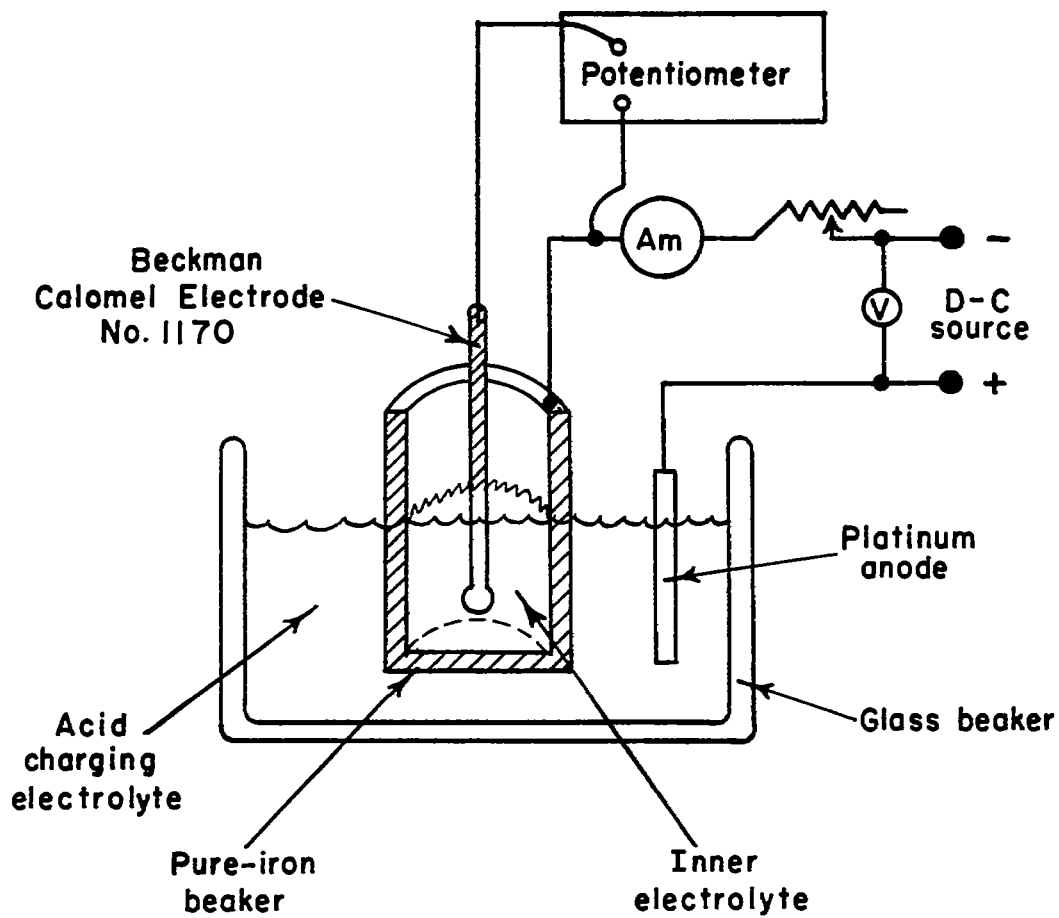 Potentiometer
Am
−
V
D-C
source
+
Beckman
Calomel Electrode
No. 1170
Platinum
anode
Glass beaker
Acid
charging
electrolyte
Pure-iron
beaker
Inner
electrolyte